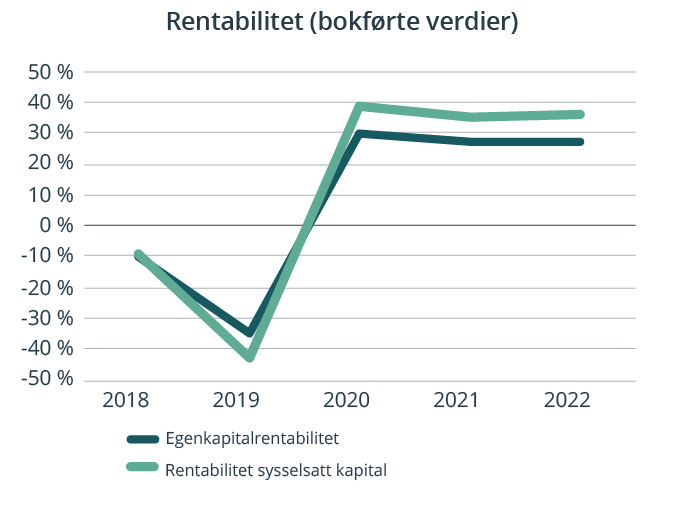 Rentabilitet (bokførte verdier)
50 %
40 %
30 %
20 %
10 %
0 %
-10 %
-20 %
-30 %
-40 %
-50 %
2018 2019 2020 2021 2022
Egenkapitalrentabilitet
Rentabilitet sysselsatt kapital